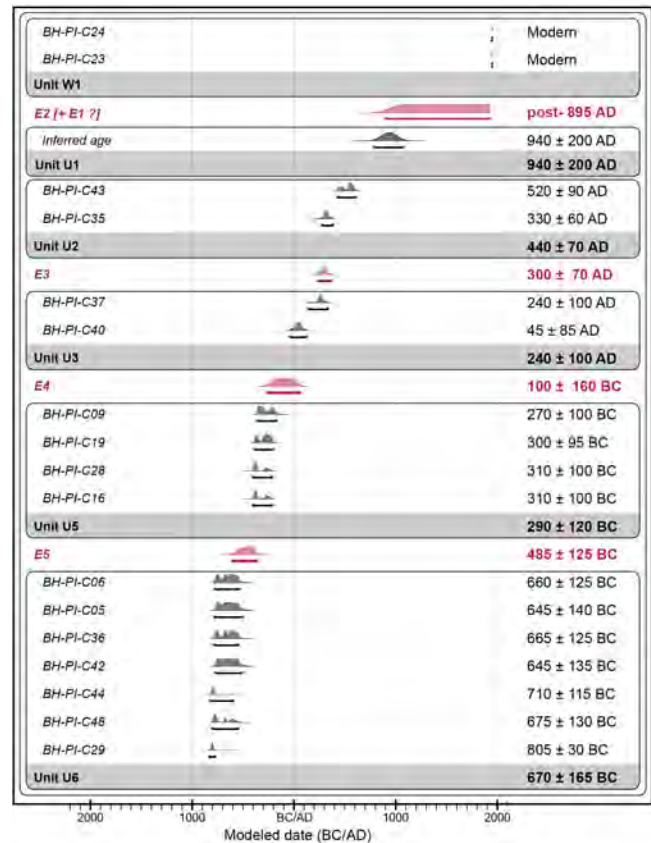 BH-PI-C24 Modern
BH-PI-C23 Modern
Unit W1
E2 [+ E1 ?] post- 895 AD
Inferred age 940 ± 200 AD
Unit U1 940 ± 200 AD
BH-PI-C43 520 ± 90 AD
BH-PI-C35 330 ± 60 AD
Unit U2 440 ± 70 AD
E3 300 ± 70 AD
BH-PI-C37 240 ± 100 AD
BH-PI-C40 45 ± 85 AD
Unit U3 240 ± 100 AD
E4 100 ± 160 BC
BH-PI-C09 270 ± 100 BC
BH-PI-C19 300 ± 95 BC
BH-PI-C28 310 ± 100 BC
BH-PI-C16 310 ± 100 BC
Unit U5 290 ± 120 BC
E5 485 ± 125 BC
BH-PI-C06 660 ± 125 BC
BH-PI-C05 645 ± 140 BC
BH-PI-C36 665 ± 125 BC
BH-PI-C42 645 ± 135 BC
BH-PI-C44 710 ± 115 BC
BH-PI-C48 675 ± 130 BC
BH-PI-C29 805 ± 30 BC
Unit U6 670 ± 165 BC
2000 1000 BC/AD 1000 2000
Modeled date (BC/AD)